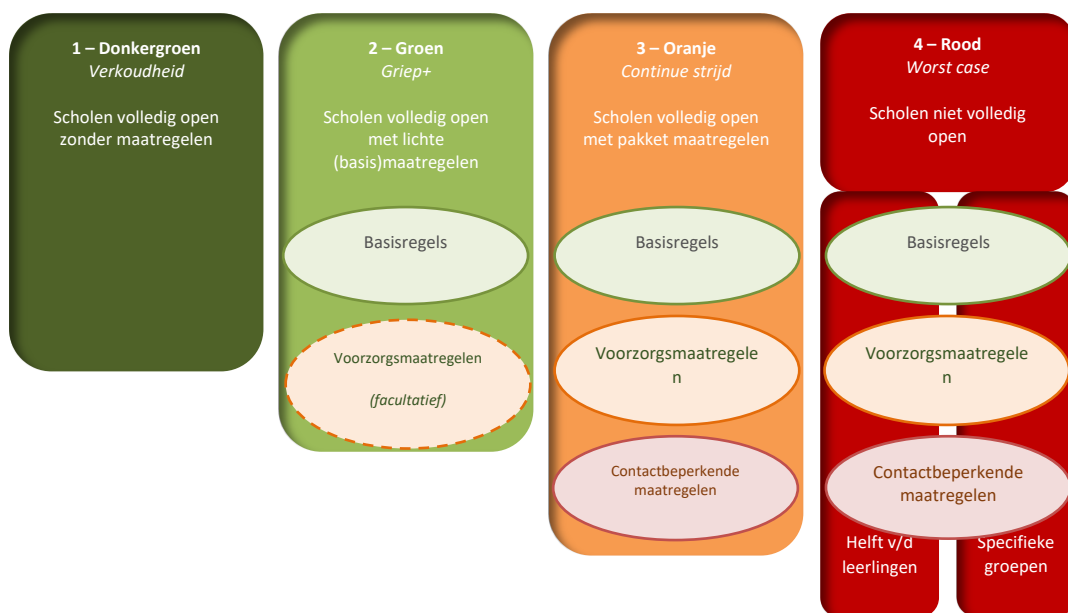 1 – Donkergroen
Verkoudheid
Scholen volledig open
zonder maatregelen
2 – Groen
Griep+
Scholen volledig open
met lichte
(basis)maatregelen
Basisregels
Voorzorgsmaatregelen
(facultatief)
3 – Oranje
Continue strijd
Scholen volledig open
met pakket maatregelen
Basisregels
Voorzorgsmaatregele
n
Contactbeperkende
maatregelen
4 – Rood
Worst case
Scholen niet volledig
open
Basisregels
Voorzorgsmaatregele
n
Contactbeperkende
maatregelen
Helft v/d
leerlingen
Specifieke
groepen